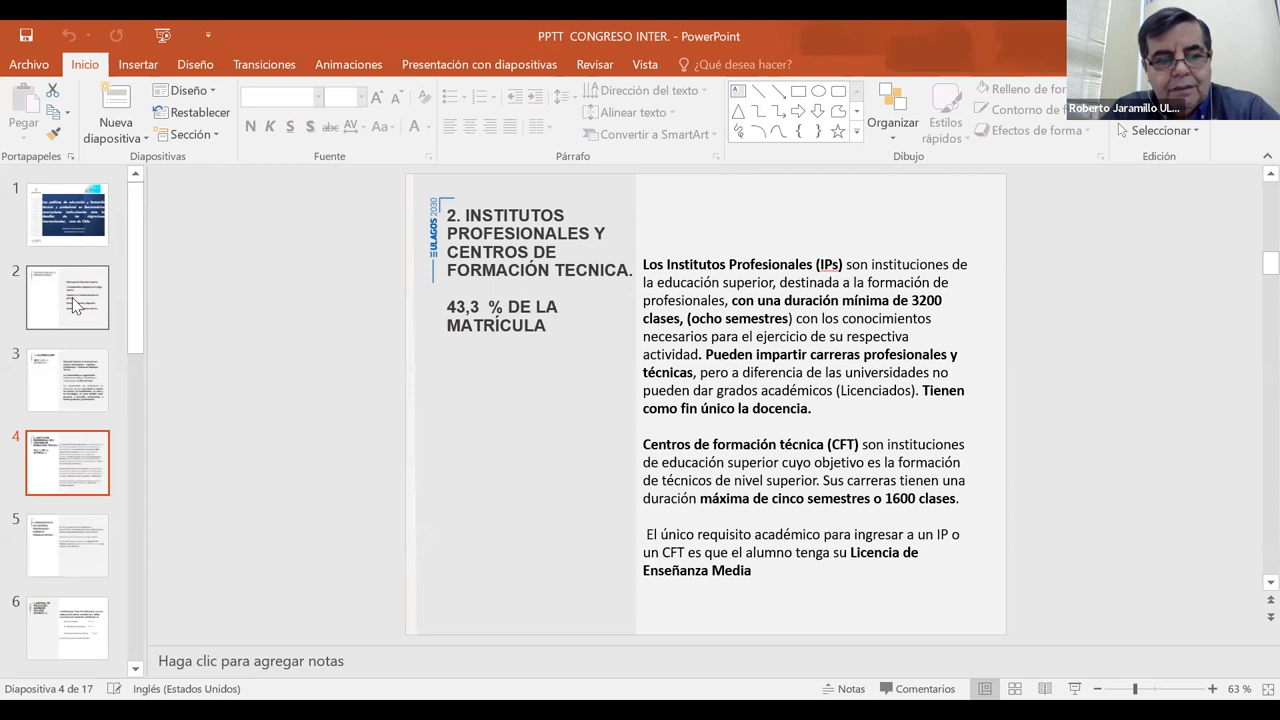 PPTT CONGRESO INTER. - PowerPoint
Archivo Inicio Insertar Diseño Transiciones Animaciones Presentación con diapositivas Revisar Vista ¿Qué desea hacer?
Pegar
Nueva
diapositiva
Diseño
Restablecer
Sección
N K S S abc AV Aa
Dirección del texto
Alinear texto
Convertir a SmartArt
Organizar
Estilos
rápidos
Relleno de
Contorno de
Efectos de forma
Seleccionar
Roberto Jaramillo UL...
Portapapeles Diapositivas Fuente Párrafo Dibujo Edición
1
2
3
4
5
6
ULAGOS 2030
2. INSTITUTOS
PROFESIONALES Y
CENTROS DE
FORMACIÓN TECNICA.
43,3 % DE LA
MATRÍCULA
Los Institutos Profesionales (IPs) son instituciones de
la educación superior, destinada a la formación de
profesionales, con una duración mínima de 3200
clases, (ocho semestres) con los conocimientos
necesarios para el ejercicio de su respectiva
actividad. Pueden impartir carreras profesionales y
técnicas, pero a diferencia de las universidades no
pueden dar grados académicos (Licenciados). Tienen
como fin único la docencia.
Centros de formación técnica (CFT) son instituciones
de educación superior cuyo objetivo es la formación
de técnicos de nivel superior. Sus carreras tienen una
duración máxima de cinco semestres o 1600 clases.
El único requisito académico para ingresar a un IP o
un CFT es que el alumno tenga su Licencia de
Enseñanza Media
Haga clic para agregar notas
Diapositiva 4 de 17 Inglés (Estados Unidos) Notas Comentarios 63 %